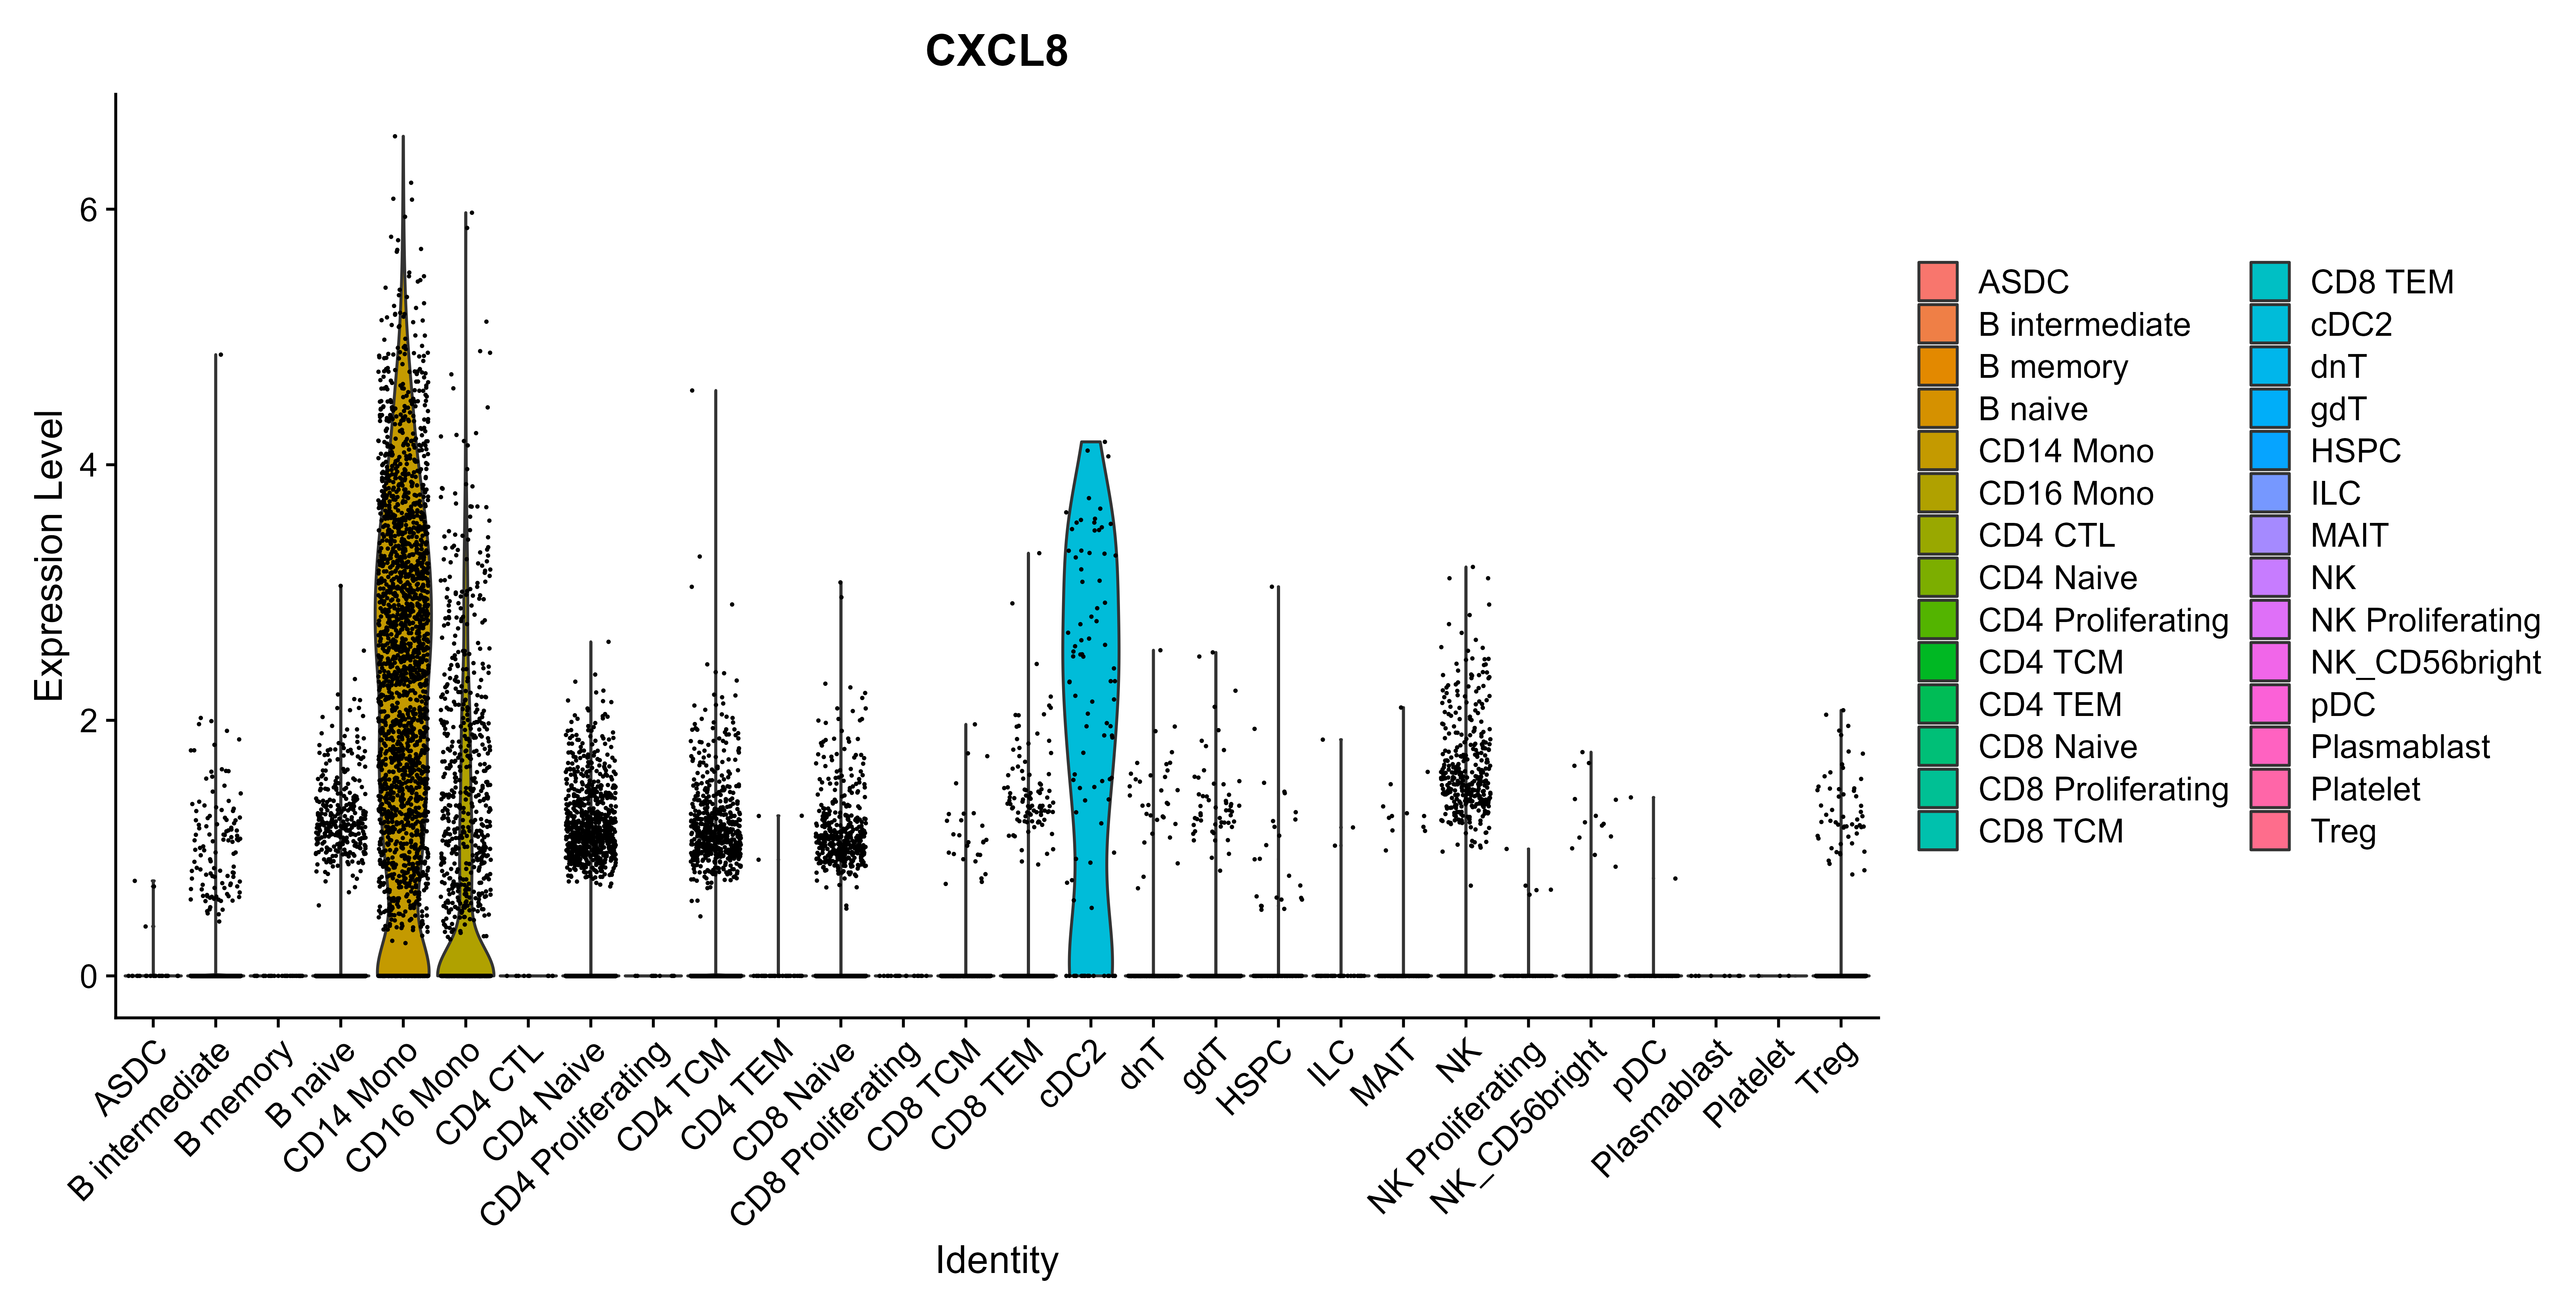 CXCL8
Expression Level
6
4
2
0
ASDC
B intermediate
B memory
B naive
CD14 Mono
CD16 Mono
CD4 CTL
CD4 Naive
CD4 Proliferating
CD4 TCM
CD4 TEM
CD8 Naive
CD8 Proliferating
CD8 TCM
CD8 TEM
cDC2
dnT
gdT
HSPC
ILC
MAIT
NK
NK Proliferating
NK_CD56bright
pDC
Plasmablast
Platelet
Treg
Identity
ASDC
B intermediate
B memory
B naive
CD14 Mono
CD16 Mono
CD4 CTL
CD4 Naive
CD4 Proliferating
CD4 TCM
CD4 TEM
CD8 Naive
CD8 Proliferating
CD8 TCM
CD8 TEM
cDC2
dnT
gdT
HSPC
ILC
MAIT
NK
NK Proliferating
NK_CD56bright
pDC
Plasmablast
Platelet
Treg